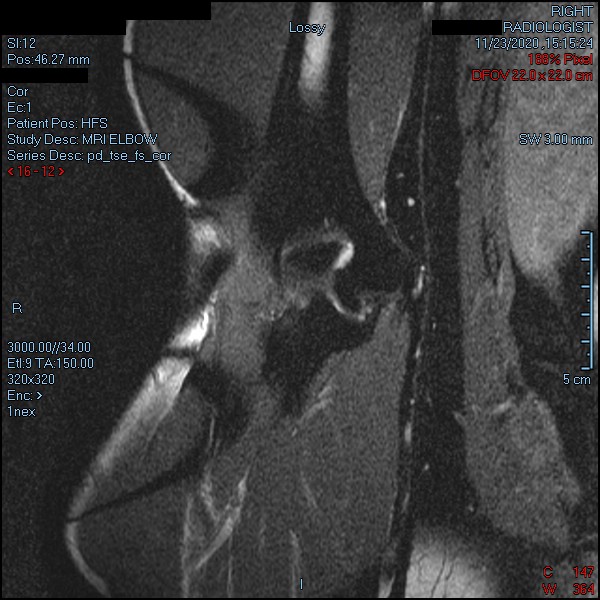 RIGHT
Lossy
RADIOLOGIST
SI:12
11/23/2020 ,15:15:24
Pos:46.27 mm
188% Pixel
DFOV 22.0 x 22.0 cm
Cor
Ec:1
Patient Pos: HFS
Study Desc: MRI ELBOW
SW 3.00 mm
Series Desc: pd_tse_fs_cor
< 16 - 12 >
R
3000.00//34.00
Etl:9 TA:150.00
320x320
5 cm
Enc: >
1nex
I
C 147
W 364